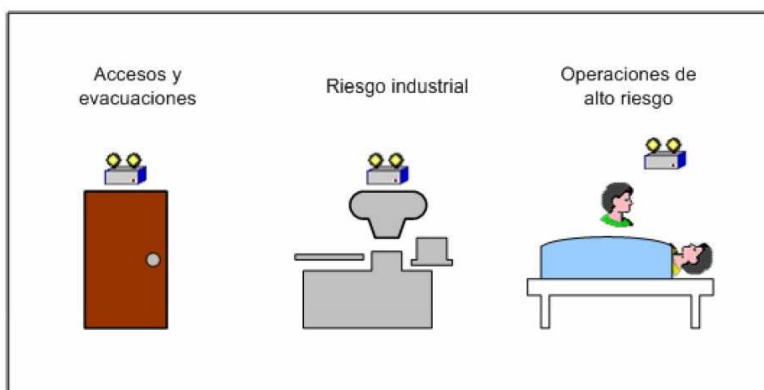 Accesos y
evacuaciones
Riesgo industrial
Operaciones de
alto riesgo